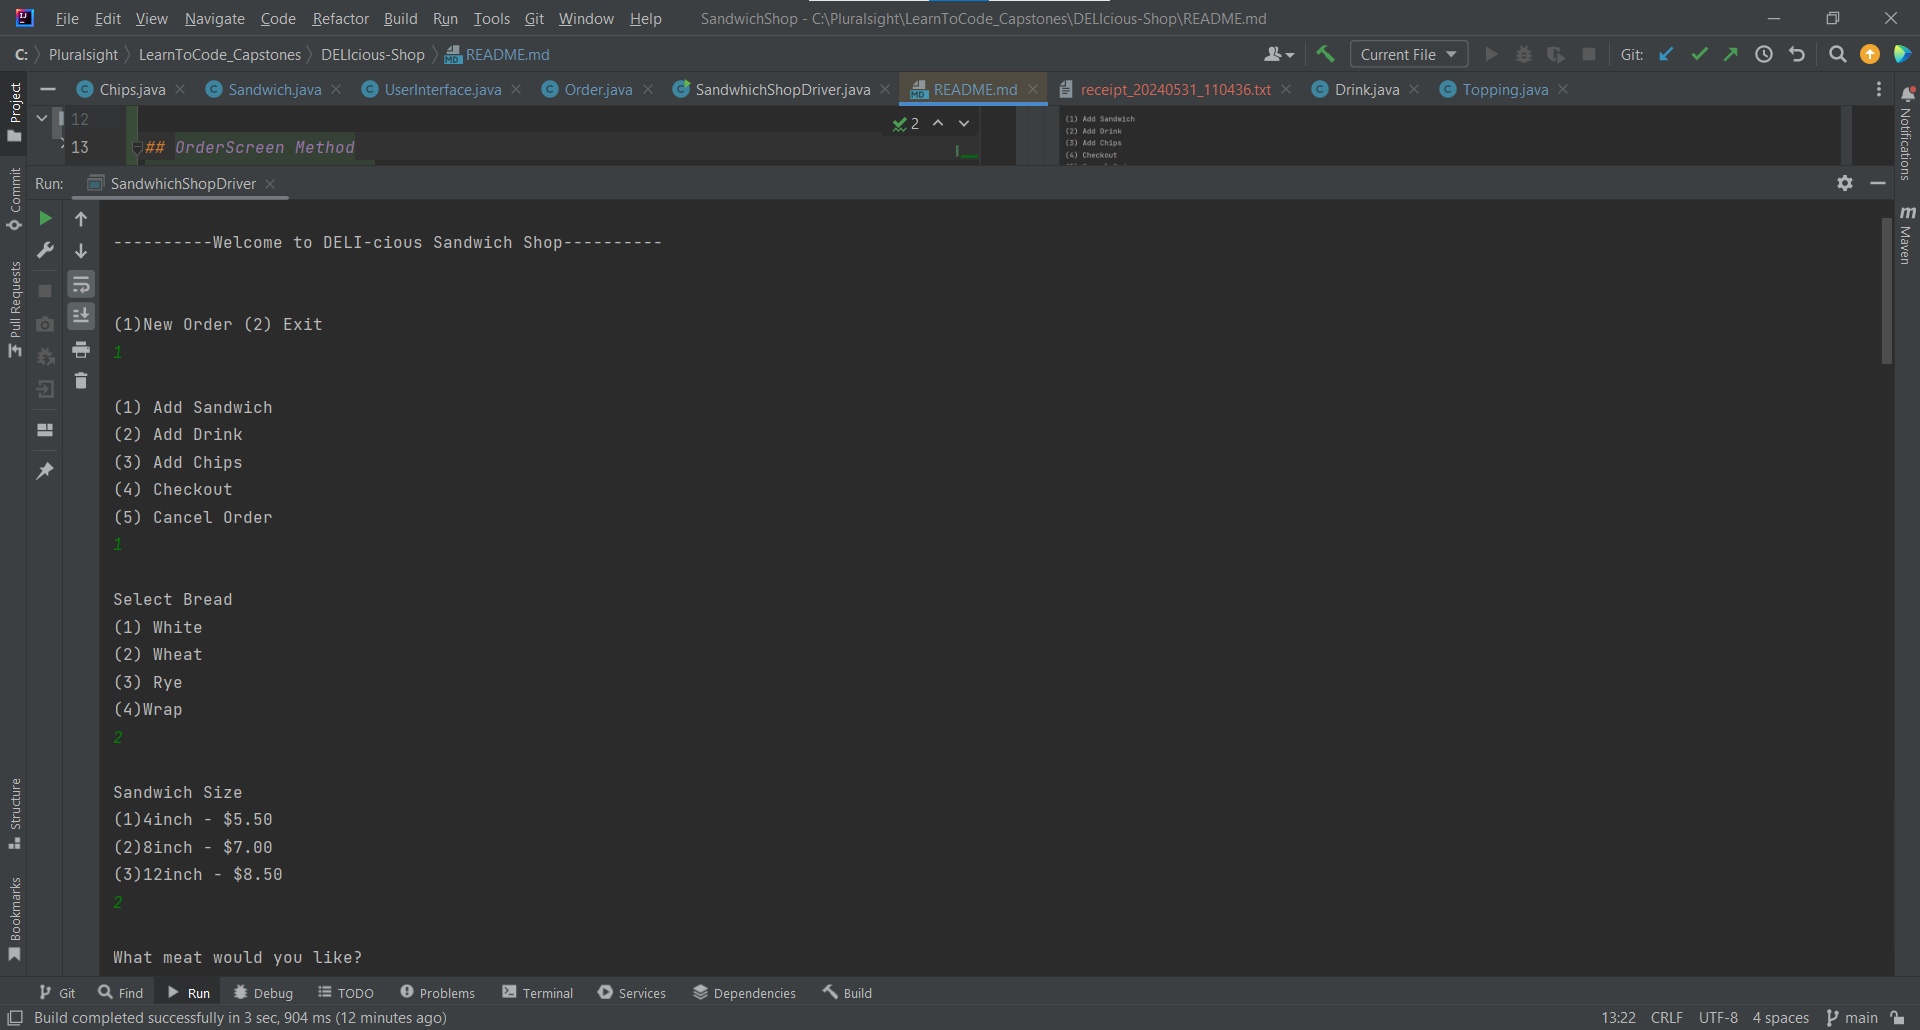 File Edit View Navigate Code Refactor Build Run Tools Git Window Help SandwichShop - C:\Pluralsight\LearnToCode_Capstones\DELIcious-Shop\README.md
C: Pluralsight LearnToCode_Capstones DELIcious-Shop README.md Current File Git:
Chips.java Sandwich.java UserInterface.java Order.java SandwhichShopDriver.java README.md receipt_20240531_110436.txt Drink.java Topping.java
12
13 ## OrderScreen Method
2
(1) Add Sandwich
(2) Add Drink
(3) Add Chips
(4) Checkout
Run: SandwhichShopDriver
----------Welcome to DELI-cious Sandwich Shop----------
(1)New Order (2) Exit
1
(1) Add Sandwich
(2) Add Drink
(3) Add Chips
(4) Checkout
(5) Cancel Order
1
Select Bread
(1) White
(2) Wheat
(3) Rye
(4)Wrap
2
Sandwich Size
(1)4inch - $5.50
(2)8inch - $7.00
(3)12inch - $8.50
2
What meat would you like?
Project
Commit
Pull Requests
Structure
Bookmarks
Notifications
m Maven
Git Find Run Debug TODO Problems Terminal Services Dependencies Build
Build completed successfully in 3 sec, 904 ms (12 minutes ago) 13:22 CRLF UTF-8 4 spaces main